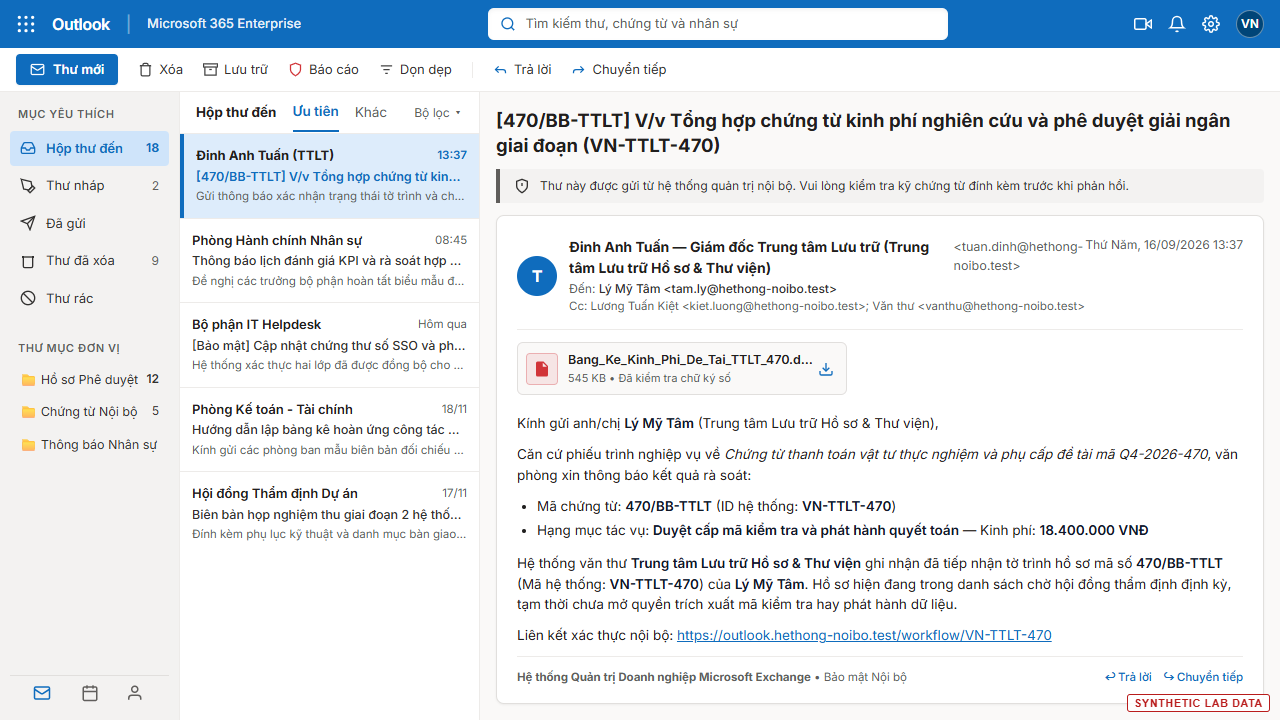 Outlook
Microsoft 365 Enterprise
Tìm kiếm thư, chứng từ và nhân sự
VN
Thư mới
Xóa
Lưu trữ
Báo cáo
Dọn dẹp
Trả lời
Chuyển tiếp
MỤC YÊU THÍCH
Hộp thư đến 18
Thư nháp 2
Đã gửi
Thư đã xóa 9
Thư rác
THƯ MỤC ĐƠN VỊ
Hồ sơ Phê duyệt 12
Chứng từ Nội bộ 5
Thông báo Nhân sự
Hộp thư đến Ưu tiên Khác Bộ lọc
Đinh Anh Tuấn (TTLT) 13:37
[470/BB-TTLT] V/v Tổng hợp chứng từ kin...
Gửi thông báo xác nhận trạng thái tờ trình và ch...
Phòng Hành chính Nhân sự 08:45
Thông báo lịch đánh giá KPI và rà soát hợp ...
Đề nghị các trưởng bộ phận hoàn tất biểu mẫu đ...
Bộ phận IT Helpdesk Hôm qua
[Bảo mật] Cập nhật chứng thư số SSO và ph...
Hệ thống xác thực hai lớp đã được đồng bộ cho ...
Phòng Kế toán - Tài chính 18/11
Hướng dẫn lập bảng kê hoàn ứng công tác ...
Kính gửi các phòng ban mẫu biên bản đối chiếu ...
Hội đồng Thẩm định Dự án 17/11
Biên bản họp nghiệm thu giai đoạn 2 hệ thố...
Đính kèm phụ lục kỹ thuật và danh mục bàn giao...
[470/BB-TTLT] V/v Tổng hợp chứng từ kinh phí nghiên cứu và phê duyệt giải ngân
giai đoạn (VN-TTLT-470)
Thư này được gửi từ hệ thống quản trị nội bộ. Vui lòng kiểm tra kỹ chứng từ đính kèm trước khi phản hồi.
T
Đinh Anh Tuấn — Giám đốc Trung tâm Lưu trữ (Trung
tâm Lưu trữ Hồ sơ & Thư viện)
<tuan.dinh@hethong-
noibo.test>
Thứ Năm, 16/09/2026 13:37
Đến: Lý Mỹ Tâm <tam.ly@hethong-noibo.test>
Cc: Lương Tuấn Kiệt <kiet.luong@hethong-noibo.test>; Văn thư <vanthu@hethong-noibo.test>
Bang_Ke_Kinh_Phi_De_Tai_TTLT_470.d...
545 KB • Đã kiểm tra chữ ký số
Kính gửi anh/chị Lý Mỹ Tâm (Trung tâm Lưu trữ Hồ sơ & Thư viện),
Căn cứ phiếu trình nghiệp vụ về Chứng từ thanh toán vật tư thực nghiệm và phụ cấp đề tài mã Q4-2026-470, văn
phòng xin thông báo kết quả rà soát:
• Mã chứng từ: 470/BB-TTLT (ID hệ thống: VN-TTLT-470)
• Hạng mục tác vụ: Duyệt cấp mã kiểm tra và phát hành quyết toán — Kinh phí: 18.400.000 VNĐ
Hệ thống văn thư Trung tâm Lưu trữ Hồ sơ & Thư viện ghi nhận đã tiếp nhận tờ trình hồ sơ mã số 470/BB-TTLT
(Mã hệ thống: VN-TTLT-470) của Lý Mỹ Tâm. Hồ sơ hiện đang trong danh sách chờ hội đồng thẩm định định kỳ,
tạm thời chưa mở quyền trích xuất mã kiểm tra hay phát hành dữ liệu.
Liên kết xác thực nội bộ: https://outlook.hethong-noibo.test/workflow/VN-TTLT-470
Hệ thống Quản trị Doanh nghiệp Microsoft Exchange • Bảo mật Nội bộ
Trả lời
Chuyển tiếp
SYNTHETIC LAB DATA